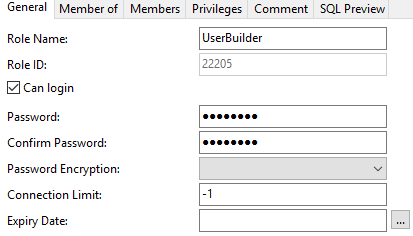 General Member of Members Privileges Comment SQL Preview
Role Name: UserBuilder
Role ID: 22205
Can login
Password: ●●●●●●●●
Confirm Password: ●●●●●●●●
Password Encryption:
Connection Limit: -1
Expiry Date: ...